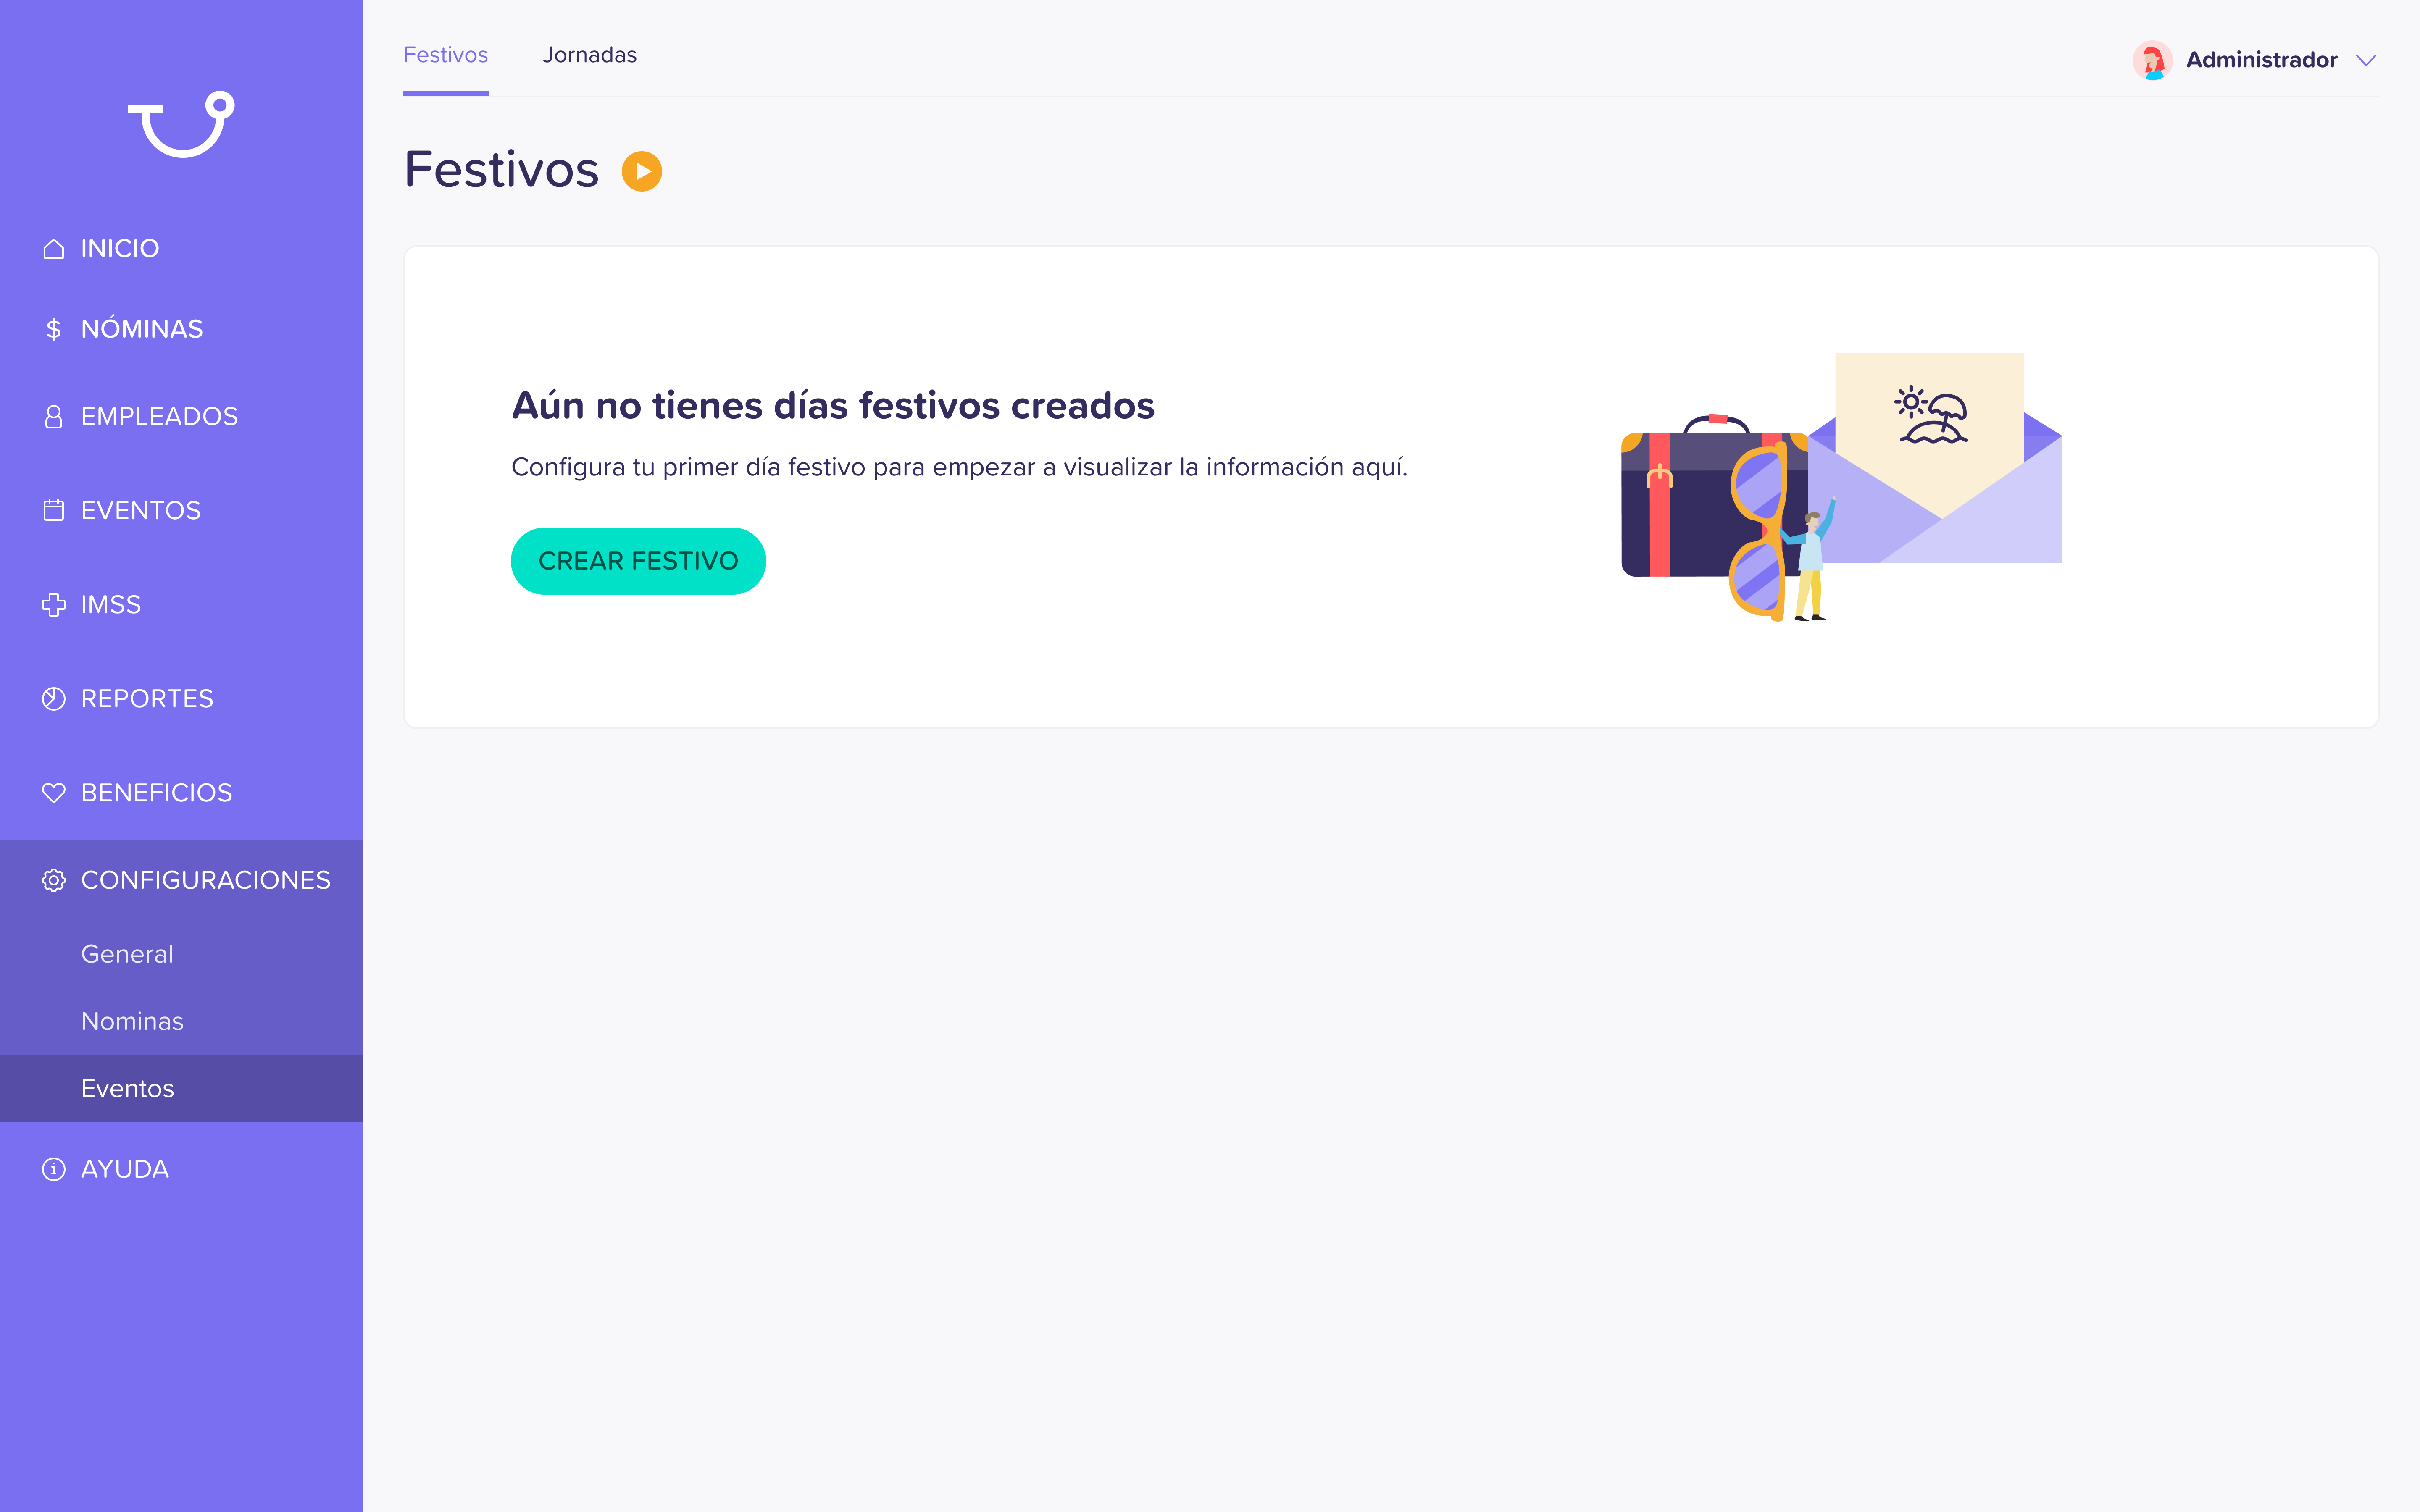 Festivos
Jornadas
Administrador
Festivos
INICIO
NÓMINAS
EMPLEADOS
EVENTOS
IMSS
REPORTES
BENEFICIOS
CONFIGURACIONES
General
Nominas
Eventos
AYUDA
Aún no tienes días festivos creados
Configura tu primer día festivo para empezar a visualizar la información aquí.
CREAR FESTIVO